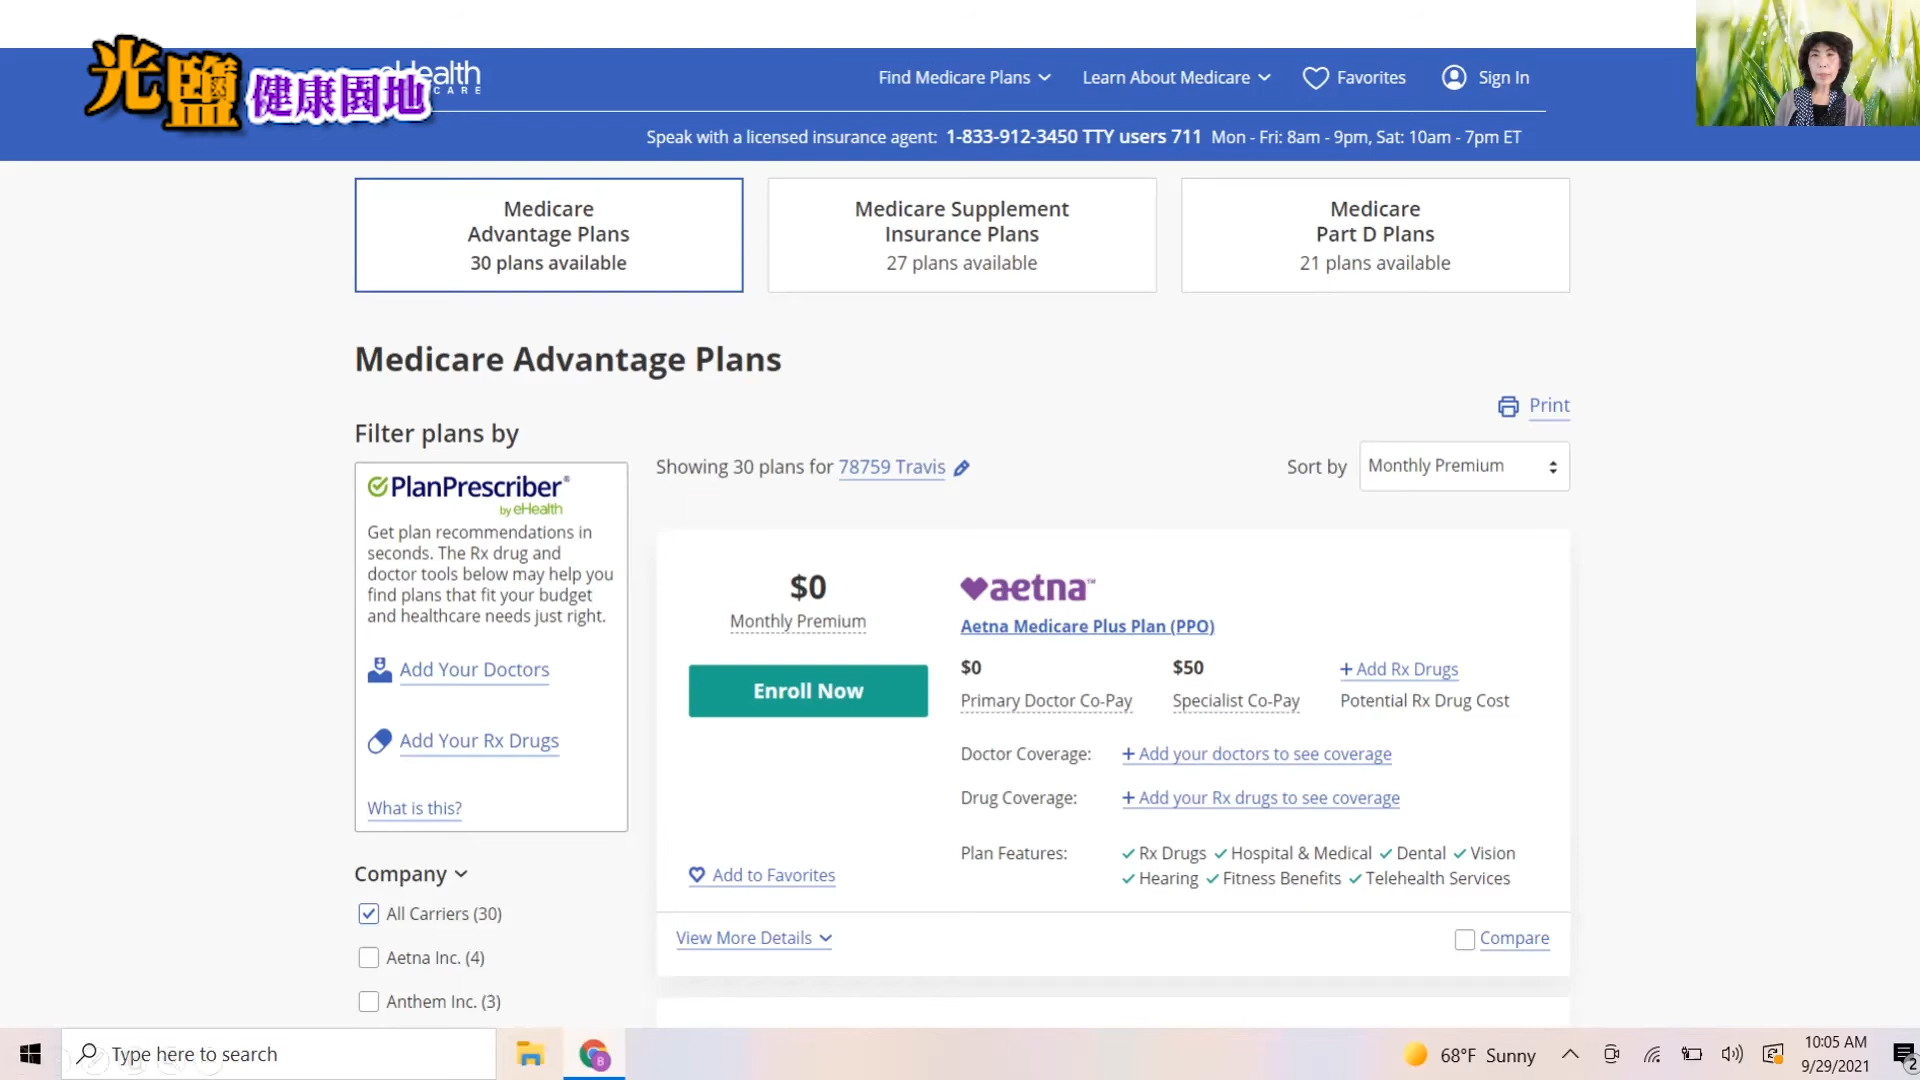 光鹽健康園地
eHealth
CARE
Find Medicare Plans
Learn About Medicare
Favorites
Sign In
Speak with a licensed insurance agent: 1-833-912-3450 TTY users 711 Mon - Fri: 8am - 9pm, Sat: 10am - 7pm ET
Medicare
Advantage Plans
30 plans available
Medicare Supplement
Insurance Plans
27 plans available
Medicare
Part D Plans
21 plans available
Medicare Advantage Plans
Print
Filter plans by
Showing 30 plans for 78759 Travis
Sort by
Monthly Premium
PlanPrescriber®
by eHealth
Get plan recommendations in
seconds. The Rx drug and
doctor tools below may help you
find plans that fit your budget
and healthcare needs just right.
Add Your Doctors
Add Your Rx Drugs
What is this?
Company
All Carriers (30)
Aetna Inc. (4)
Anthem Inc. (3)
$0
Monthly Premium
Enroll Now
Add to Favorites
aetna™
Aetna Medicare Plus Plan (PPO)
$0
Primary Doctor Co-Pay
$50
Specialist Co-Pay
+ Add Rx Drugs
Potential Rx Drug Cost
Doctor Coverage:
+ Add your doctors to see coverage
Drug Coverage:
+ Add your Rx drugs to see coverage
Plan Features:
✓ Rx Drugs ✓ Hospital & Medical ✓ Dental ✓ Vision
✓ Hearing ✓ Fitness Benefits ✓ Telehealth Services
View More Details
Compare
Type here to search
B
68°F Sunny
10:05 AM
9/29/2021
2